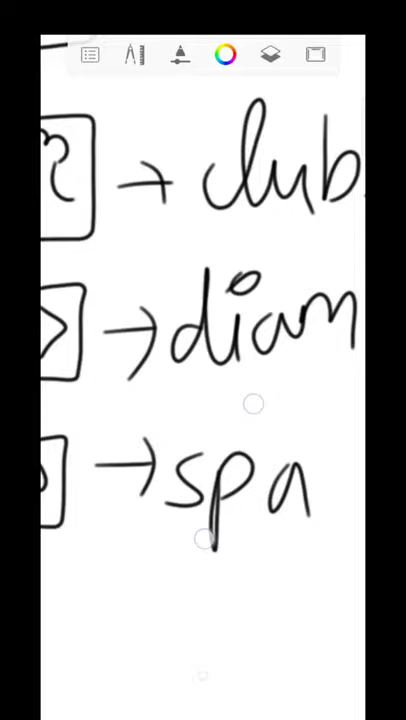 → club
→ diam
→ spa